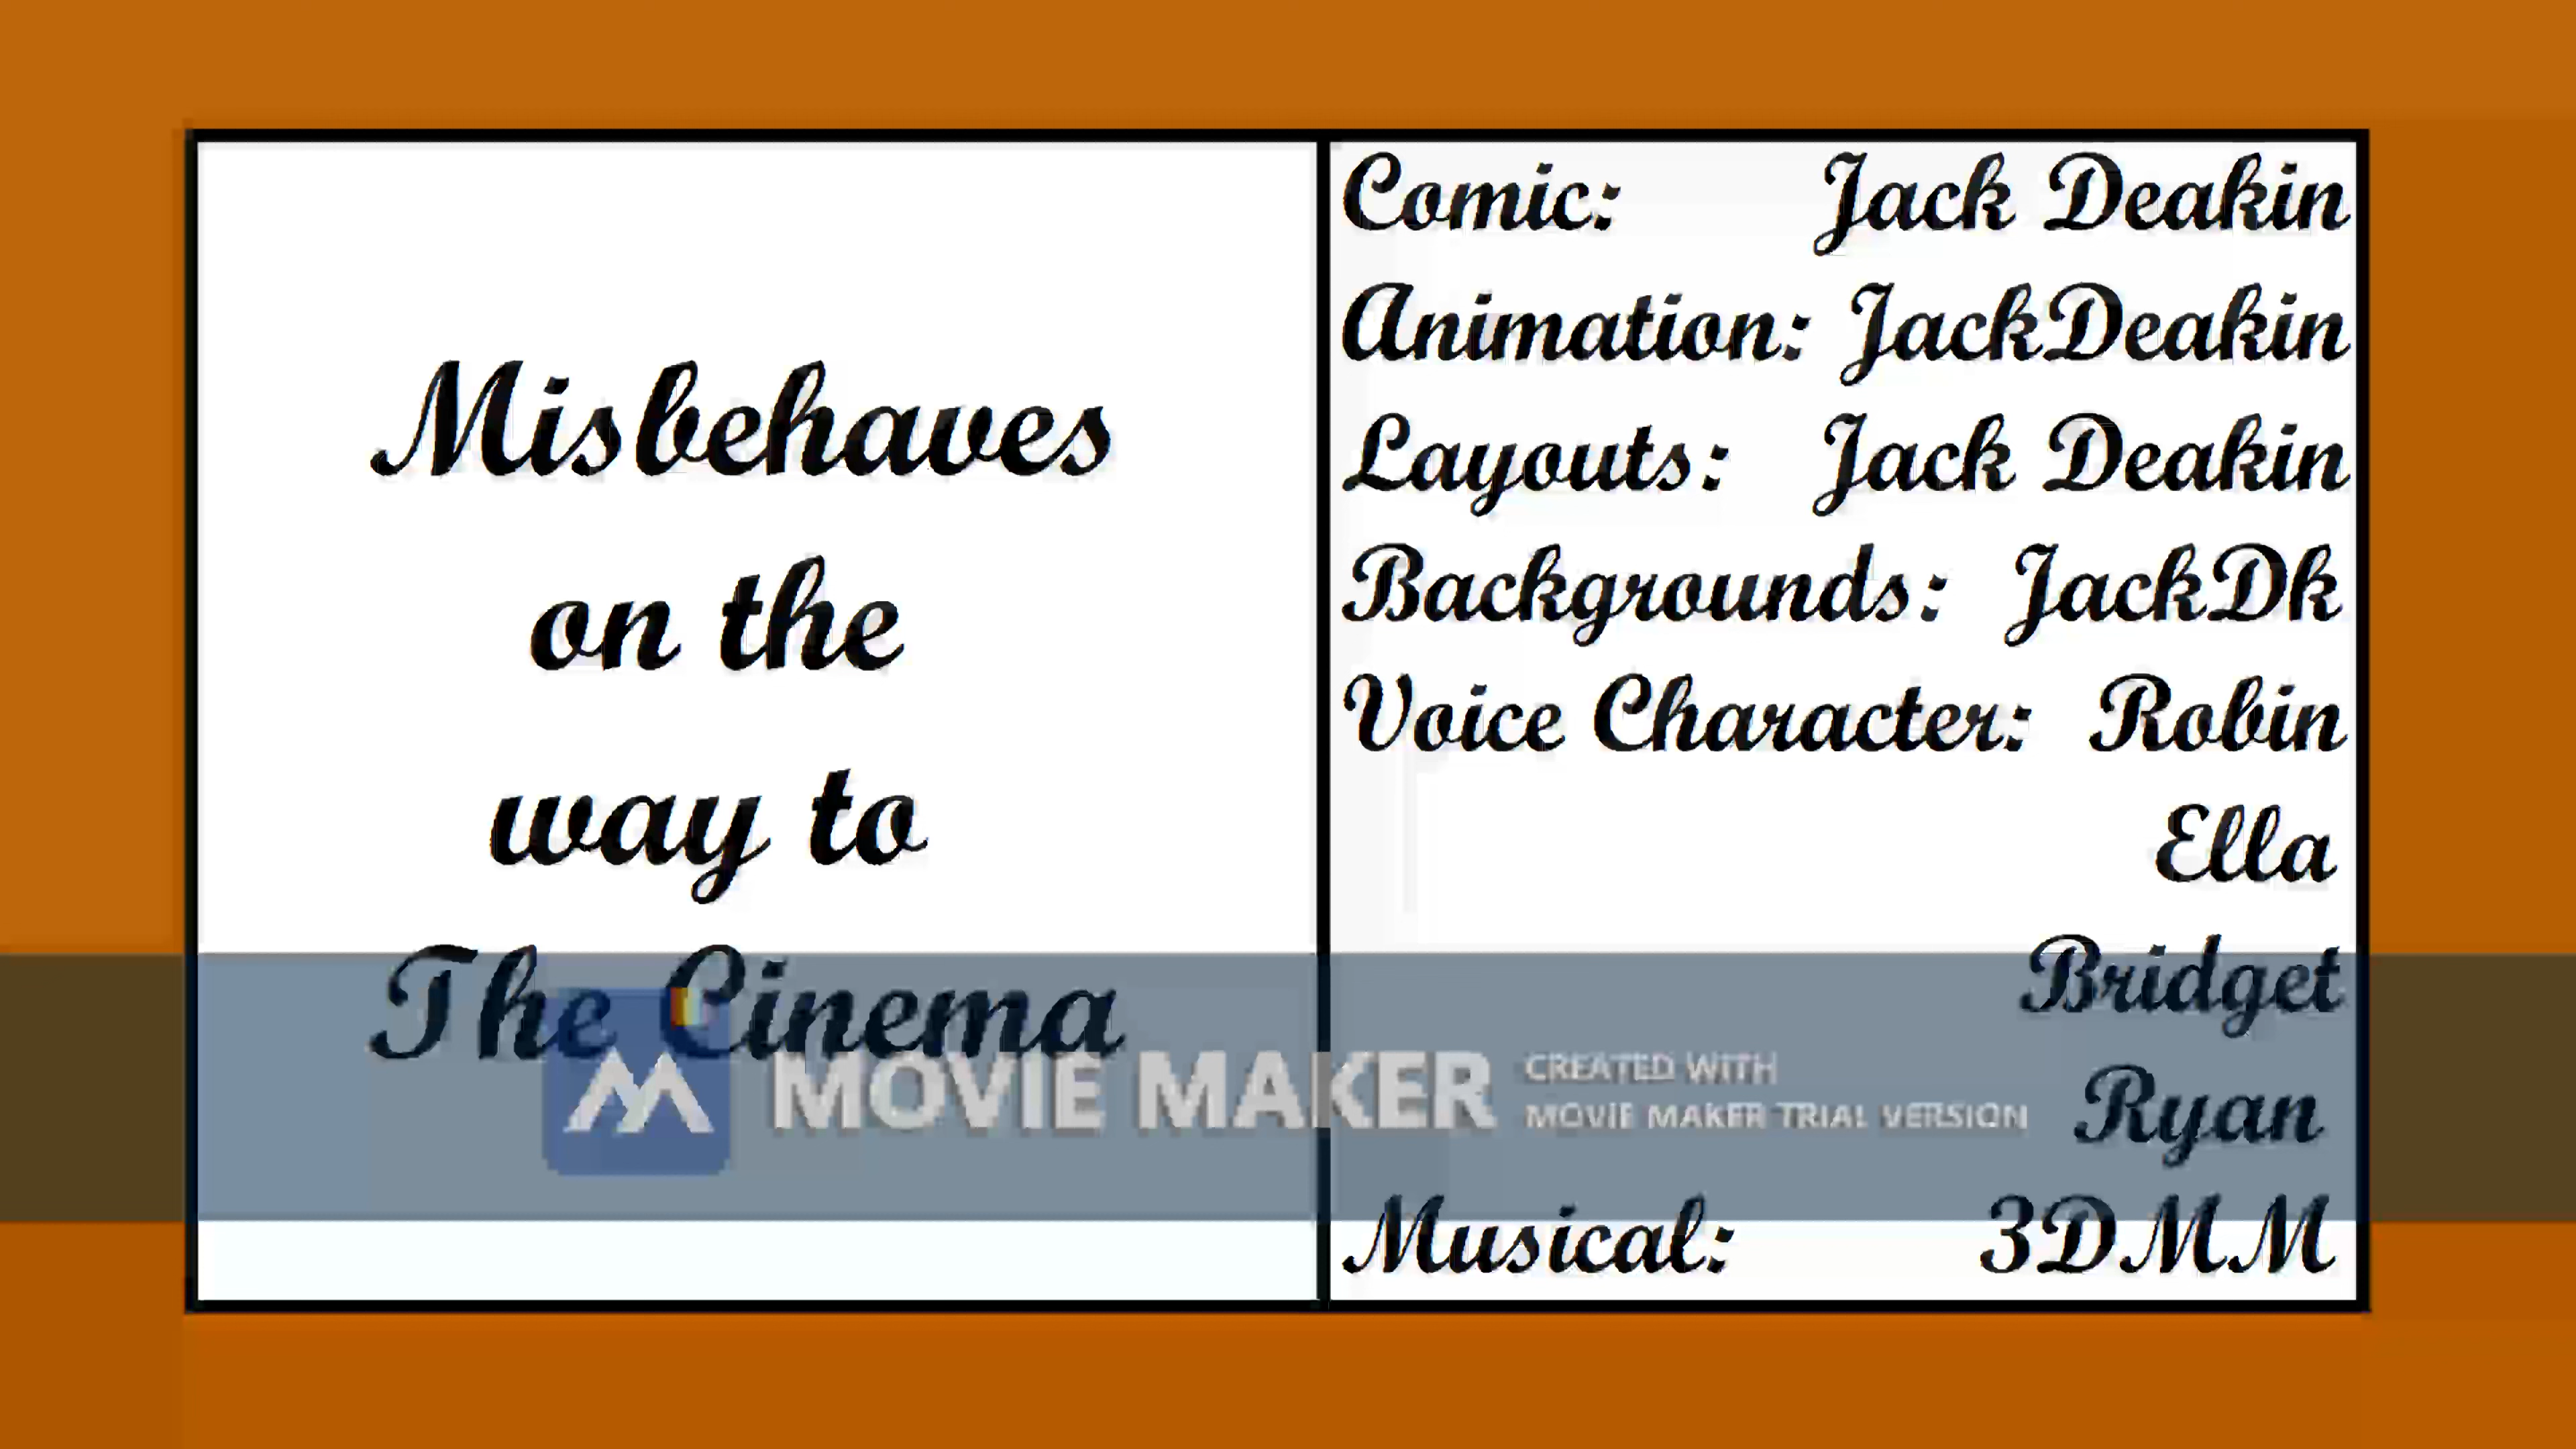 Misbehaves
on the
way to
The Cinema
Comic: Jack Deakin
Animation: JackDeakin
Layouts: Jack Deakin
Backgrounds: JackDk
Voice Character: Robin
Ella
Bridget
Ryan
Musical: 3DMM
MOVIE MAKER
CREATED WITH
MOVIE MAKER TRIAL VERSION